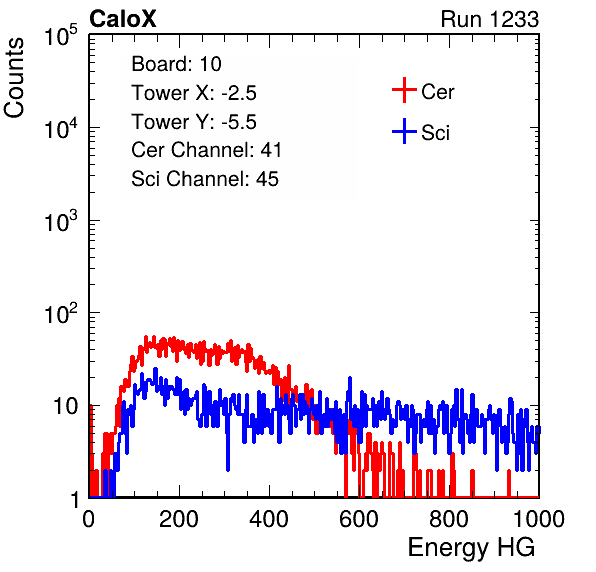 CaloX Run 1233
Counts
10^5
10^4
10^3
10^2
10
1
Board: 10
Tower X: -2.5
Tower Y: -5.5
Cer Channel: 41
Sci Channel: 45
Cer
Sci
0 200 400 600 800 1000
Energy HG